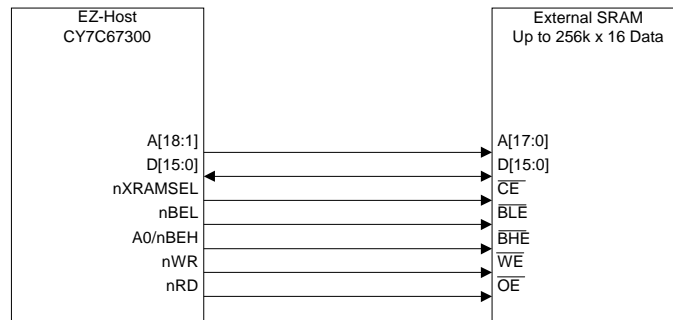 EZ-Host
CY7C67300
External SRAM
Up to 256k x 16 Data
A[18:1]
A[17:0]
D[15:0]
D[15:0]
nXRAMSEL
CE
nBEL
BLE
A0/nBEH
BHE
nWR
WE
nRD
OE